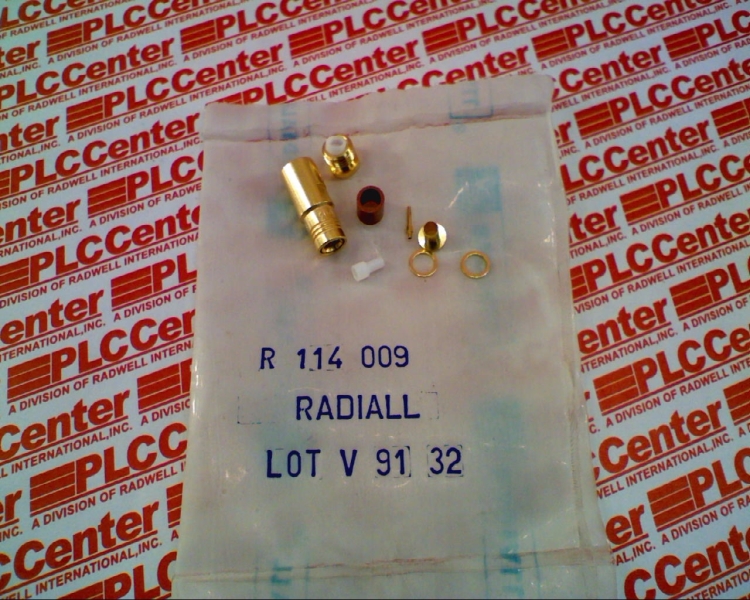 PLCCenter
A DIVISION OF RADWELL INTERNATIONAL, INC.
R 114 009
RADIALL
LOT V 91 32